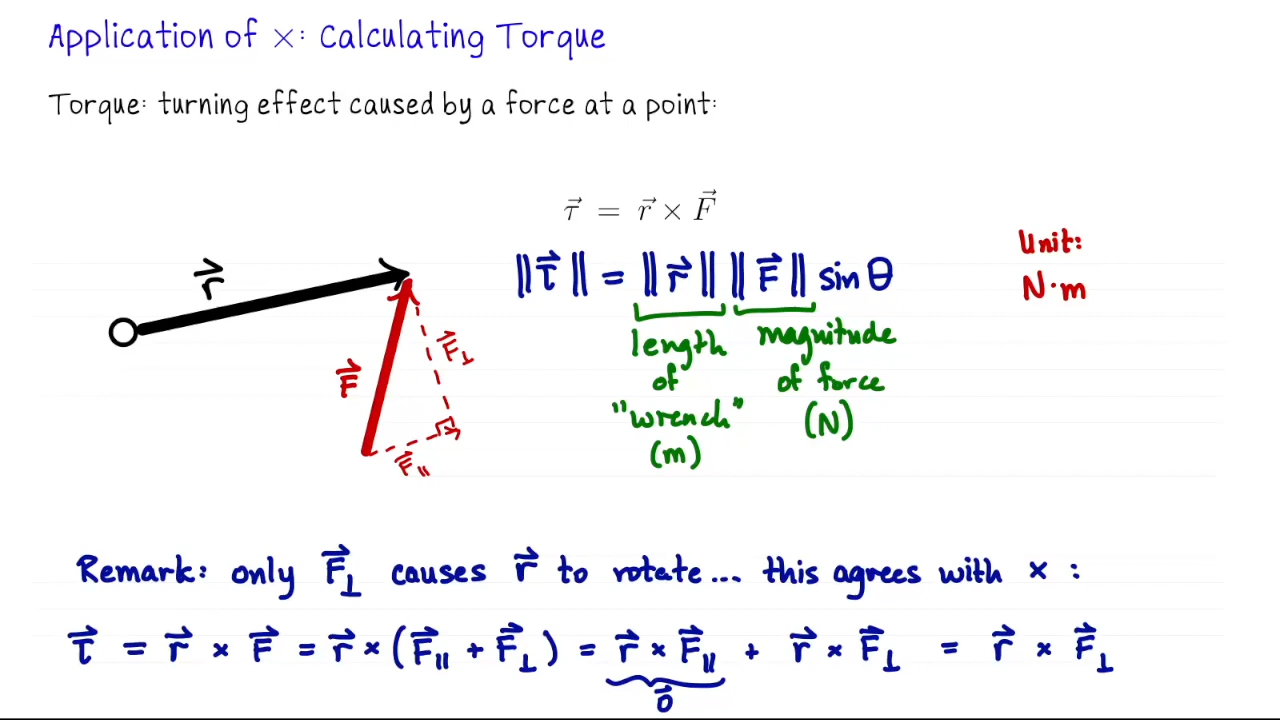 Application of ×: Calculating Torque
Torque: turning effect caused by a force at a point:
τ⃗ = r⃗ × F⃗
‖τ⃗‖ = ‖r⃗‖ ‖F⃗‖ sin θ
length of "wrench" (m)
magnitude of force (N)
Unit:
N·m
r⃗
F⃗
F⃗⊥
F⃗∥
Remark: only F⃗⊥ causes r⃗ to rotate... this agrees with × :
τ⃗ = r⃗ × F⃗ = r⃗ × (F⃗∥ + F⃗⊥) = r⃗ × F⃗∥ + r⃗ × F⃗⊥ = r⃗ × F⃗⊥
0⃗